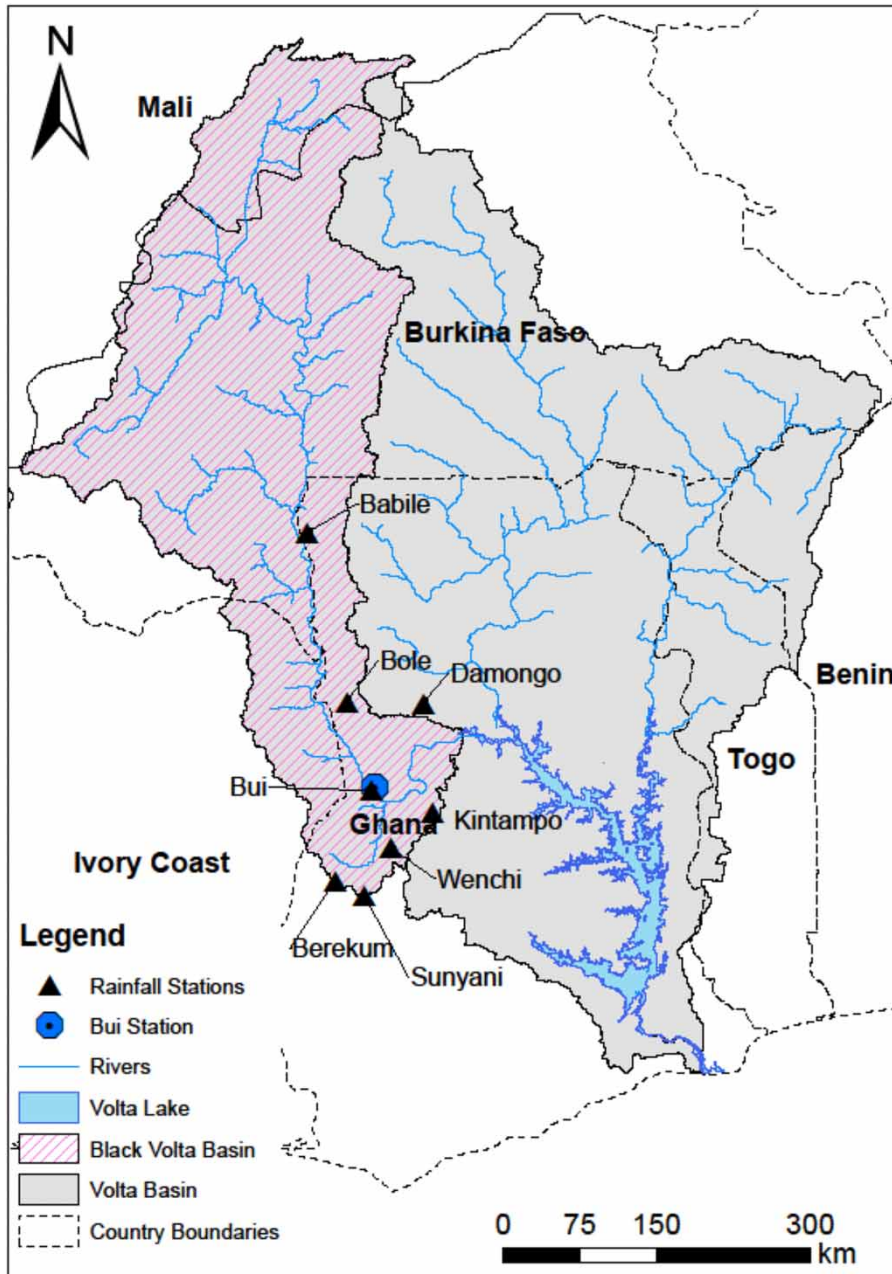 N
Mali
Burkina Faso
Babile
Bole
Damongo
Benin
Togo
Bui
Ghana
Kintampo
Ivory Coast
Wenchi
Berekum
Sunyani
Legend
Rainfall Stations
Bui Station
Rivers
Volta Lake
Black Volta Basin
Volta Basin
Country Boundaries
0 75 150 300
km